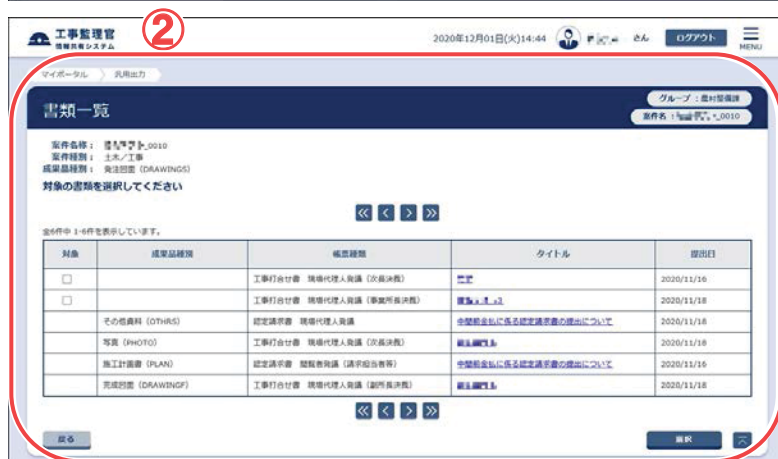 工事監理官
情報共有システム
②
2020年12月01日(火)14:44
さん
ログアウト
MENU
マイポータル 汎用出力
書類一覧
グループ：農村整備課
案件名：_0010
案件名称：_0010
案件種別：土木／工事
成果品種別：発注図面 (DRAWINGS)
対象の書類を選択してください
全6件中 1-6件を表示しています。
対象 成果品種別 帳票種類 タイトル 提出日
工事打合せ書 現場代理人発議（次長決裁） 2020/11/16
工事打合せ書 現場代理人発議（事業所長決裁） 2020/11/18
その他資料 (OTHRS) 認定請求書 現場代理人発議 中間前金払に係る認定請求書の提出について 2020/11/18
写真 (PHOTO) 工事打合せ書 現場代理人発議（次長決裁） 2020/11/18
施工計画書 (PLAN) 認定請求書 閲覧者発議（請求担当者等） 中間前金払に係る認定請求書の提出について 2020/11/16
完成図面 (DRAWINGF) 工事打合せ書 現場代理人発議（副所長決裁） 2020/11/18
戻る
選択